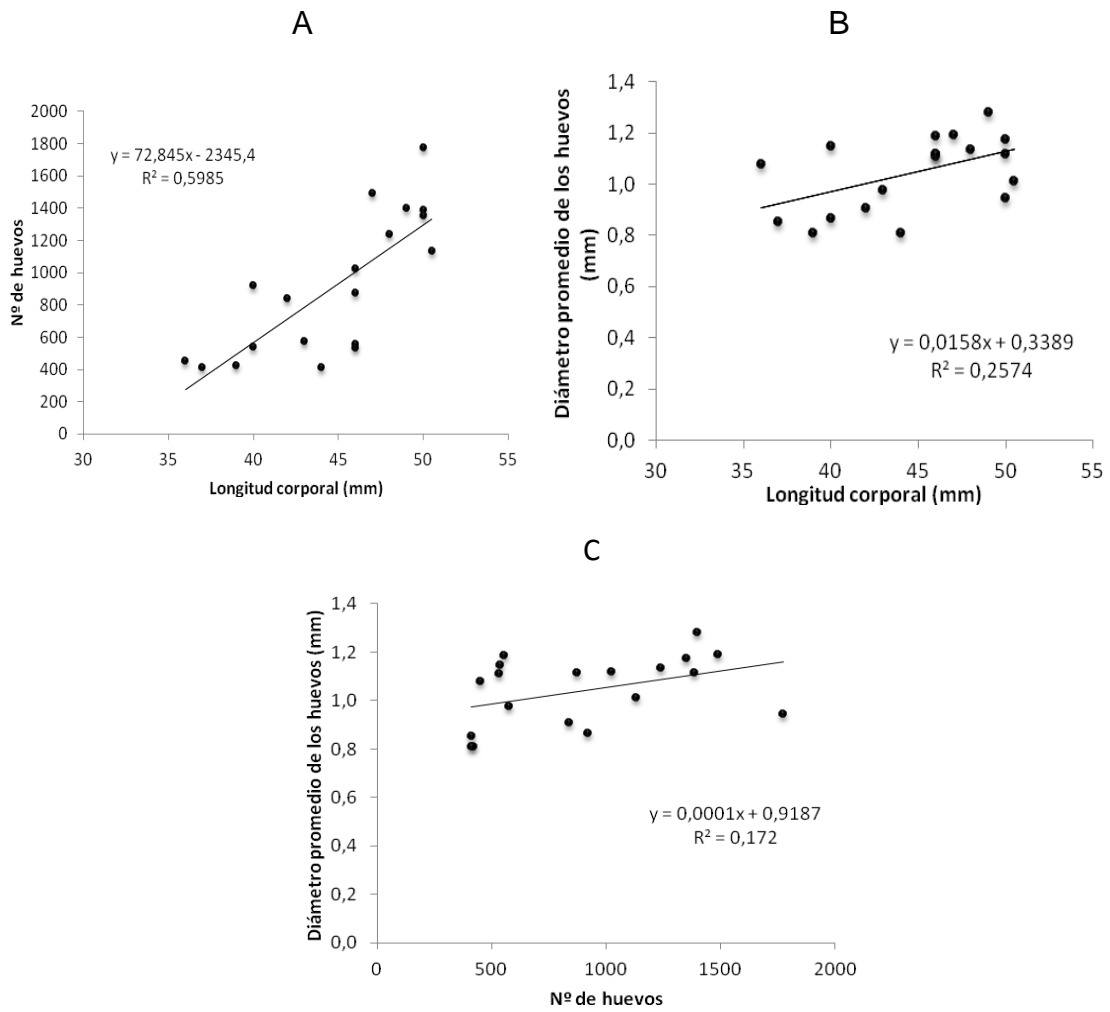 A
Nº de huevos
2000
1800
1600
1400
1200
1000
800
600
400
200
0
y = 72,845x - 2345,4
R² = 0,5985
30 35 40 45 50 55
Longitud corporal (mm)
B
Diámetro promedio de los huevos
(mm)
1,4
1,2
1,0
0,8
0,6
0,4
0,2
0,0
y = 0,0158x + 0,3389
R² = 0,2574
30 35 40 45 50 55
Longitud corporal (mm)
C
Diámetro promedio de los huevos (mm)
1,4
1,2
1,0
0,8
0,6
0,4
0,2
0,0
y = 0,0001x + 0,9187
R² = 0,172
0 500 1000 1500 2000
Nº de huevos